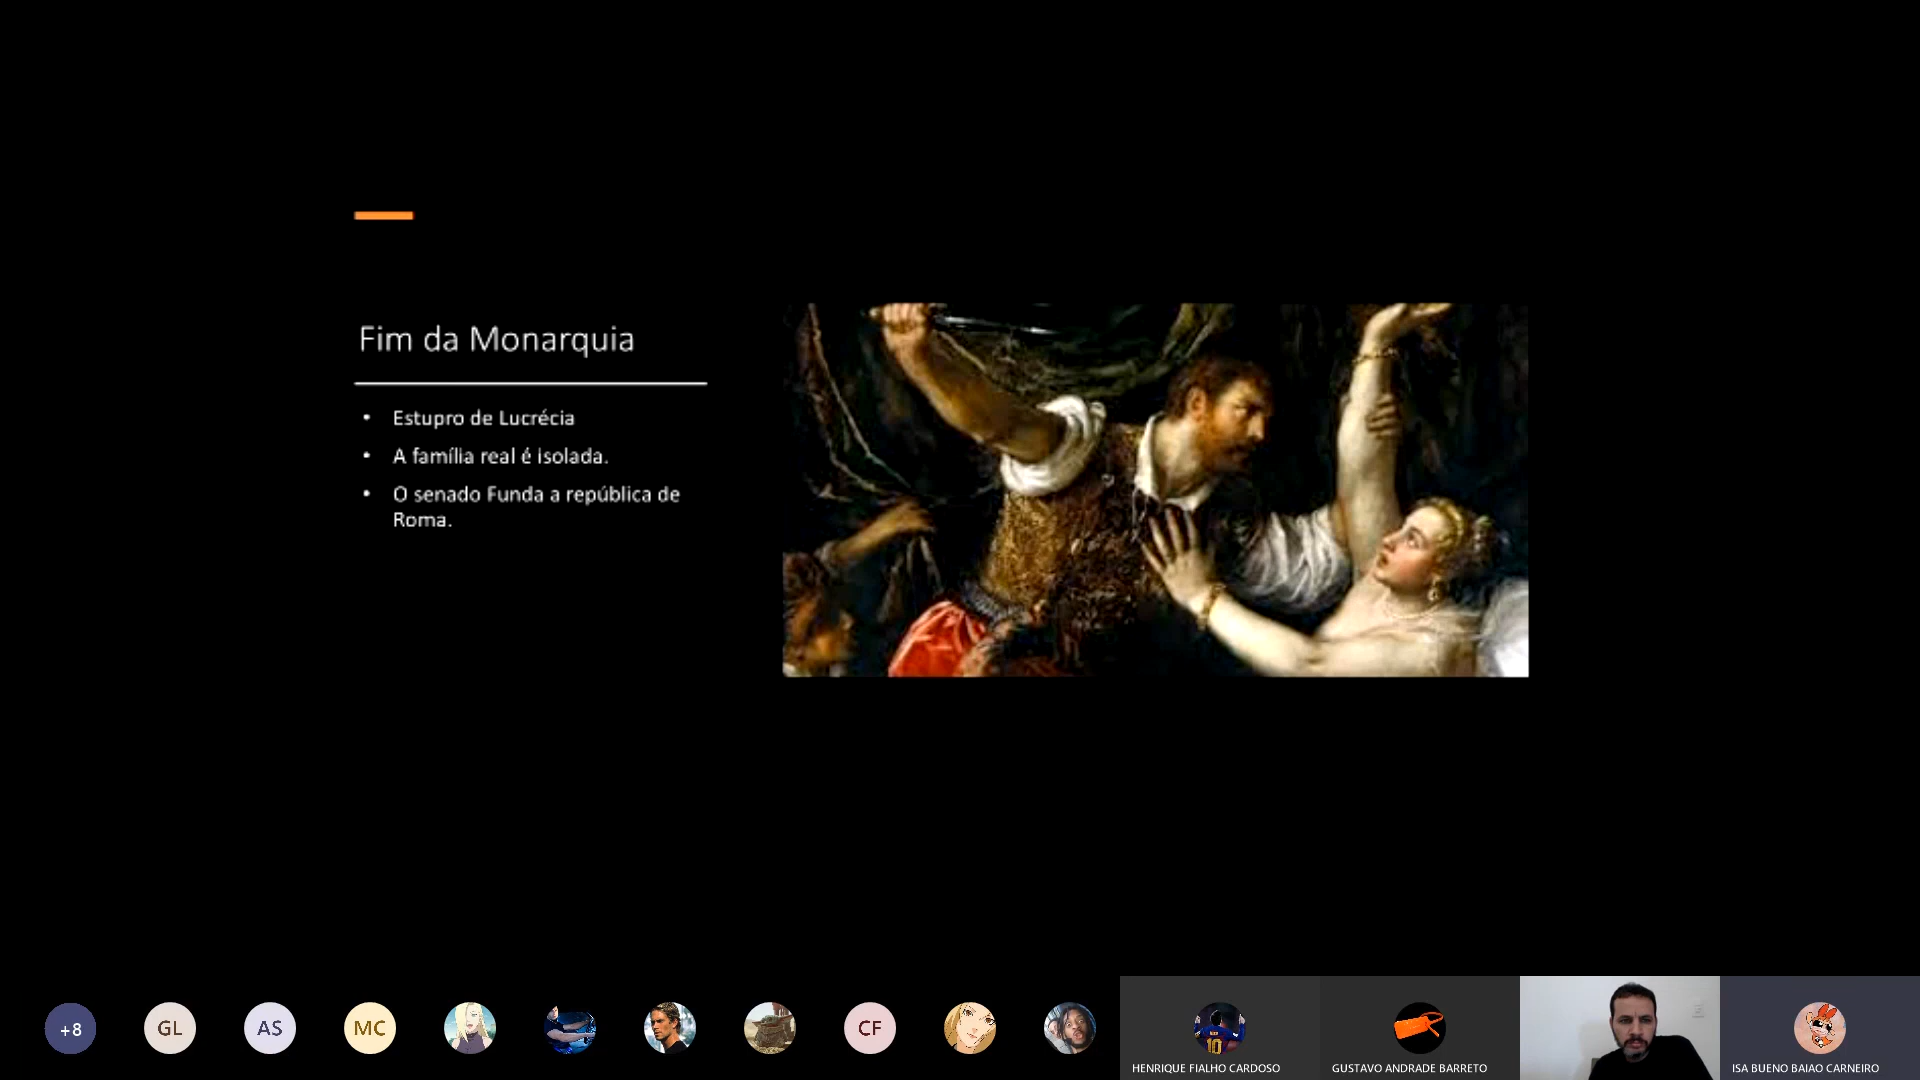 Fim da Monarquia
• Estupro de Lucrécia
• A família real é isolada.
• O senado Funda a república de
Roma.
+8
GL
AS
MC
CF
10
HENRIQUE FIALHO CARDOSO
GUSTAVO ANDRADE BARRETO
ISA BUENO BAIAO CARNEIRO